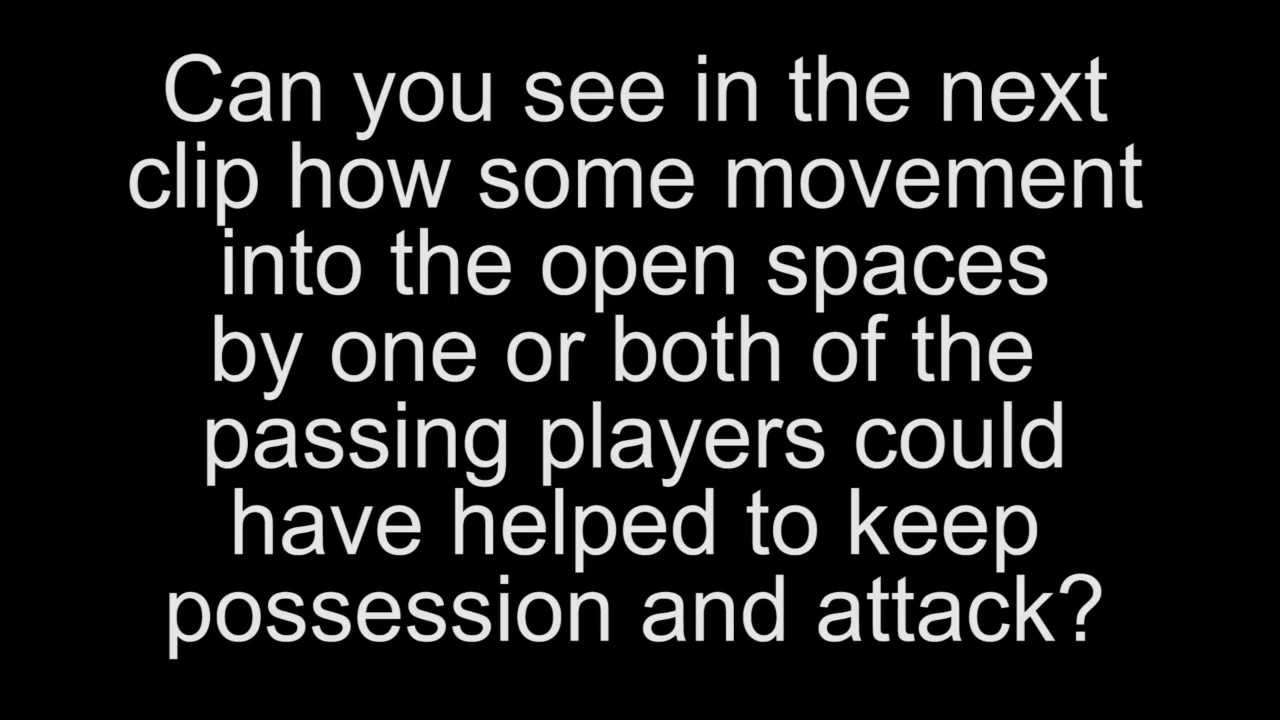 Can you see in the next
clip how some movement
into the open spaces
by one or both of the
passing players could
have helped to keep
possession and attack?